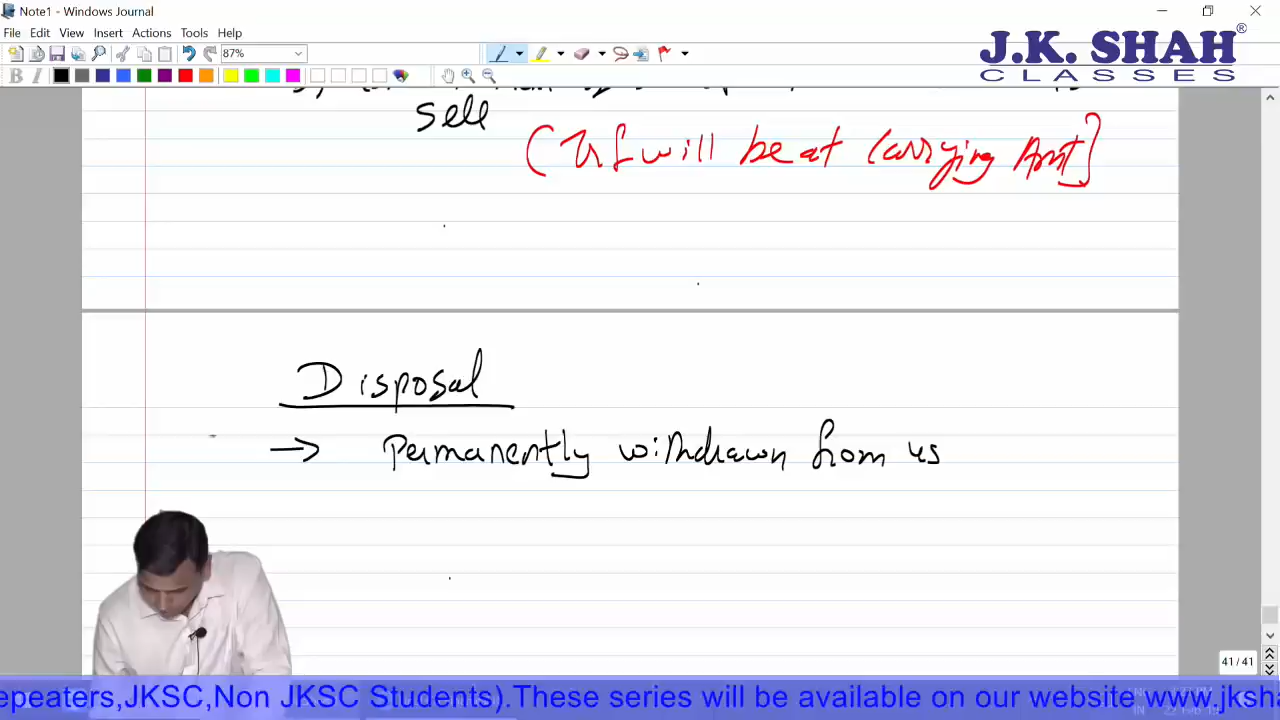 Note1 - Windows Journal
File Edit View Insert Actions Tools Help
87%
J.K. SHAH®
CLASSES
sell
(Trf will be at Carrying Amt]
Disposal
→ Permanently withdrawn from us
41 / 41
epeaters,JKSC,Non JKSC Students).These series will be available on our website www.jksha